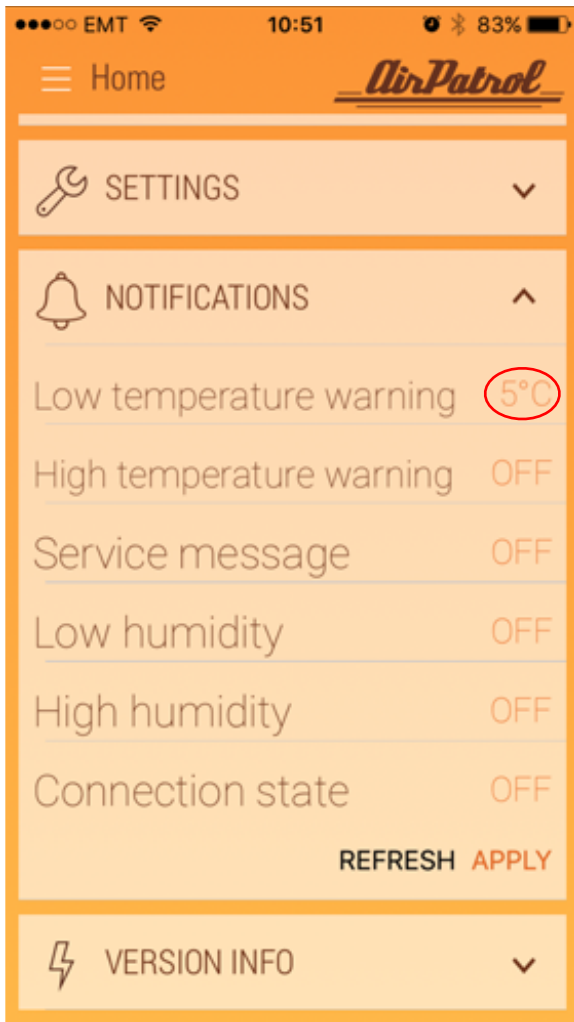 EMT 10:51 83%
Home AirPatrol
SETTINGS
NOTIFICATIONS
Low temperature warning 5°C
High temperature warning OFF
Service message OFF
Low humidity OFF
High humidity OFF
Connection state OFF
REFRESH APPLY
VERSION INFO